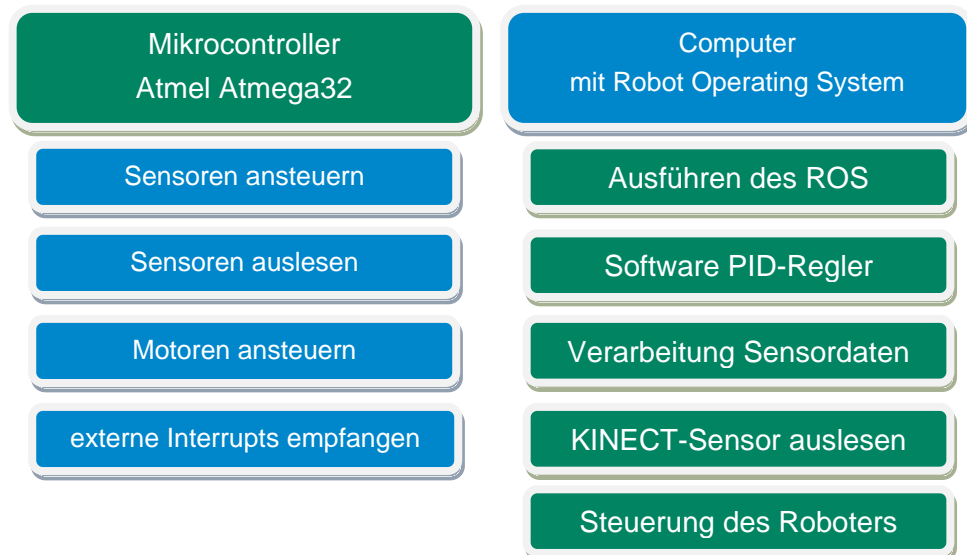 Mikrocontroller
Atmel Atmega32
Sensoren ansteuern
Sensoren auslesen
Motoren ansteuern
externe Interrupts empfangen
Computer
mit Robot Operating System
Ausführen des ROS
Software PID-Regler
Verarbeitung Sensordaten
KINECT-Sensor auslesen
Steuerung des Roboters